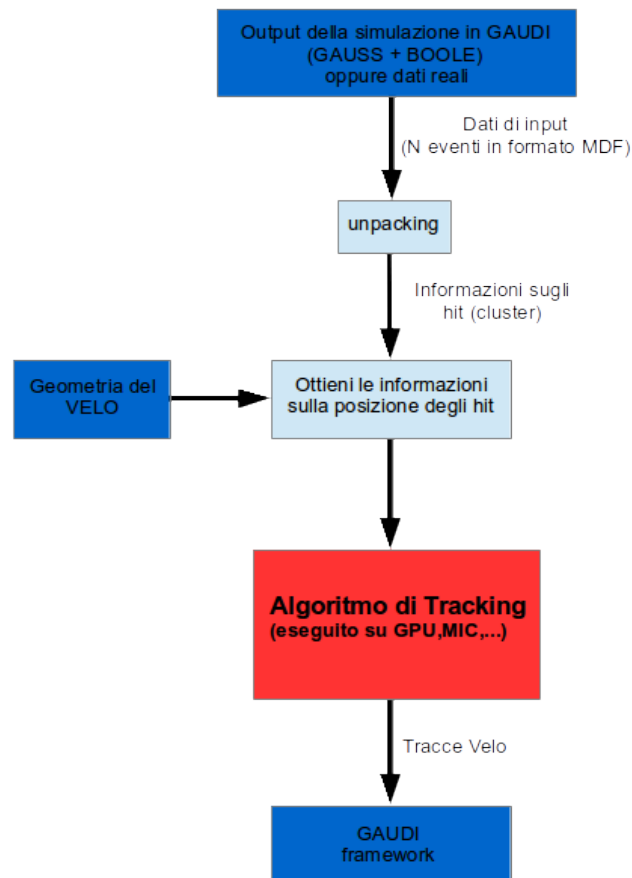 Output della simulazione in GAUDI
(GAUSS + BOOLE)
oppure dati reali
Dati di input
(N eventi in formato MDF)
unpacking
Informazioni sugli
hit (cluster)
Geometria del
VELO
Ottieni le informazioni
sulla posizione degli hit
Algoritmo di Tracking
(eseguito su GPU,MIC,...)
Tracce Velo
GAUDI
framework